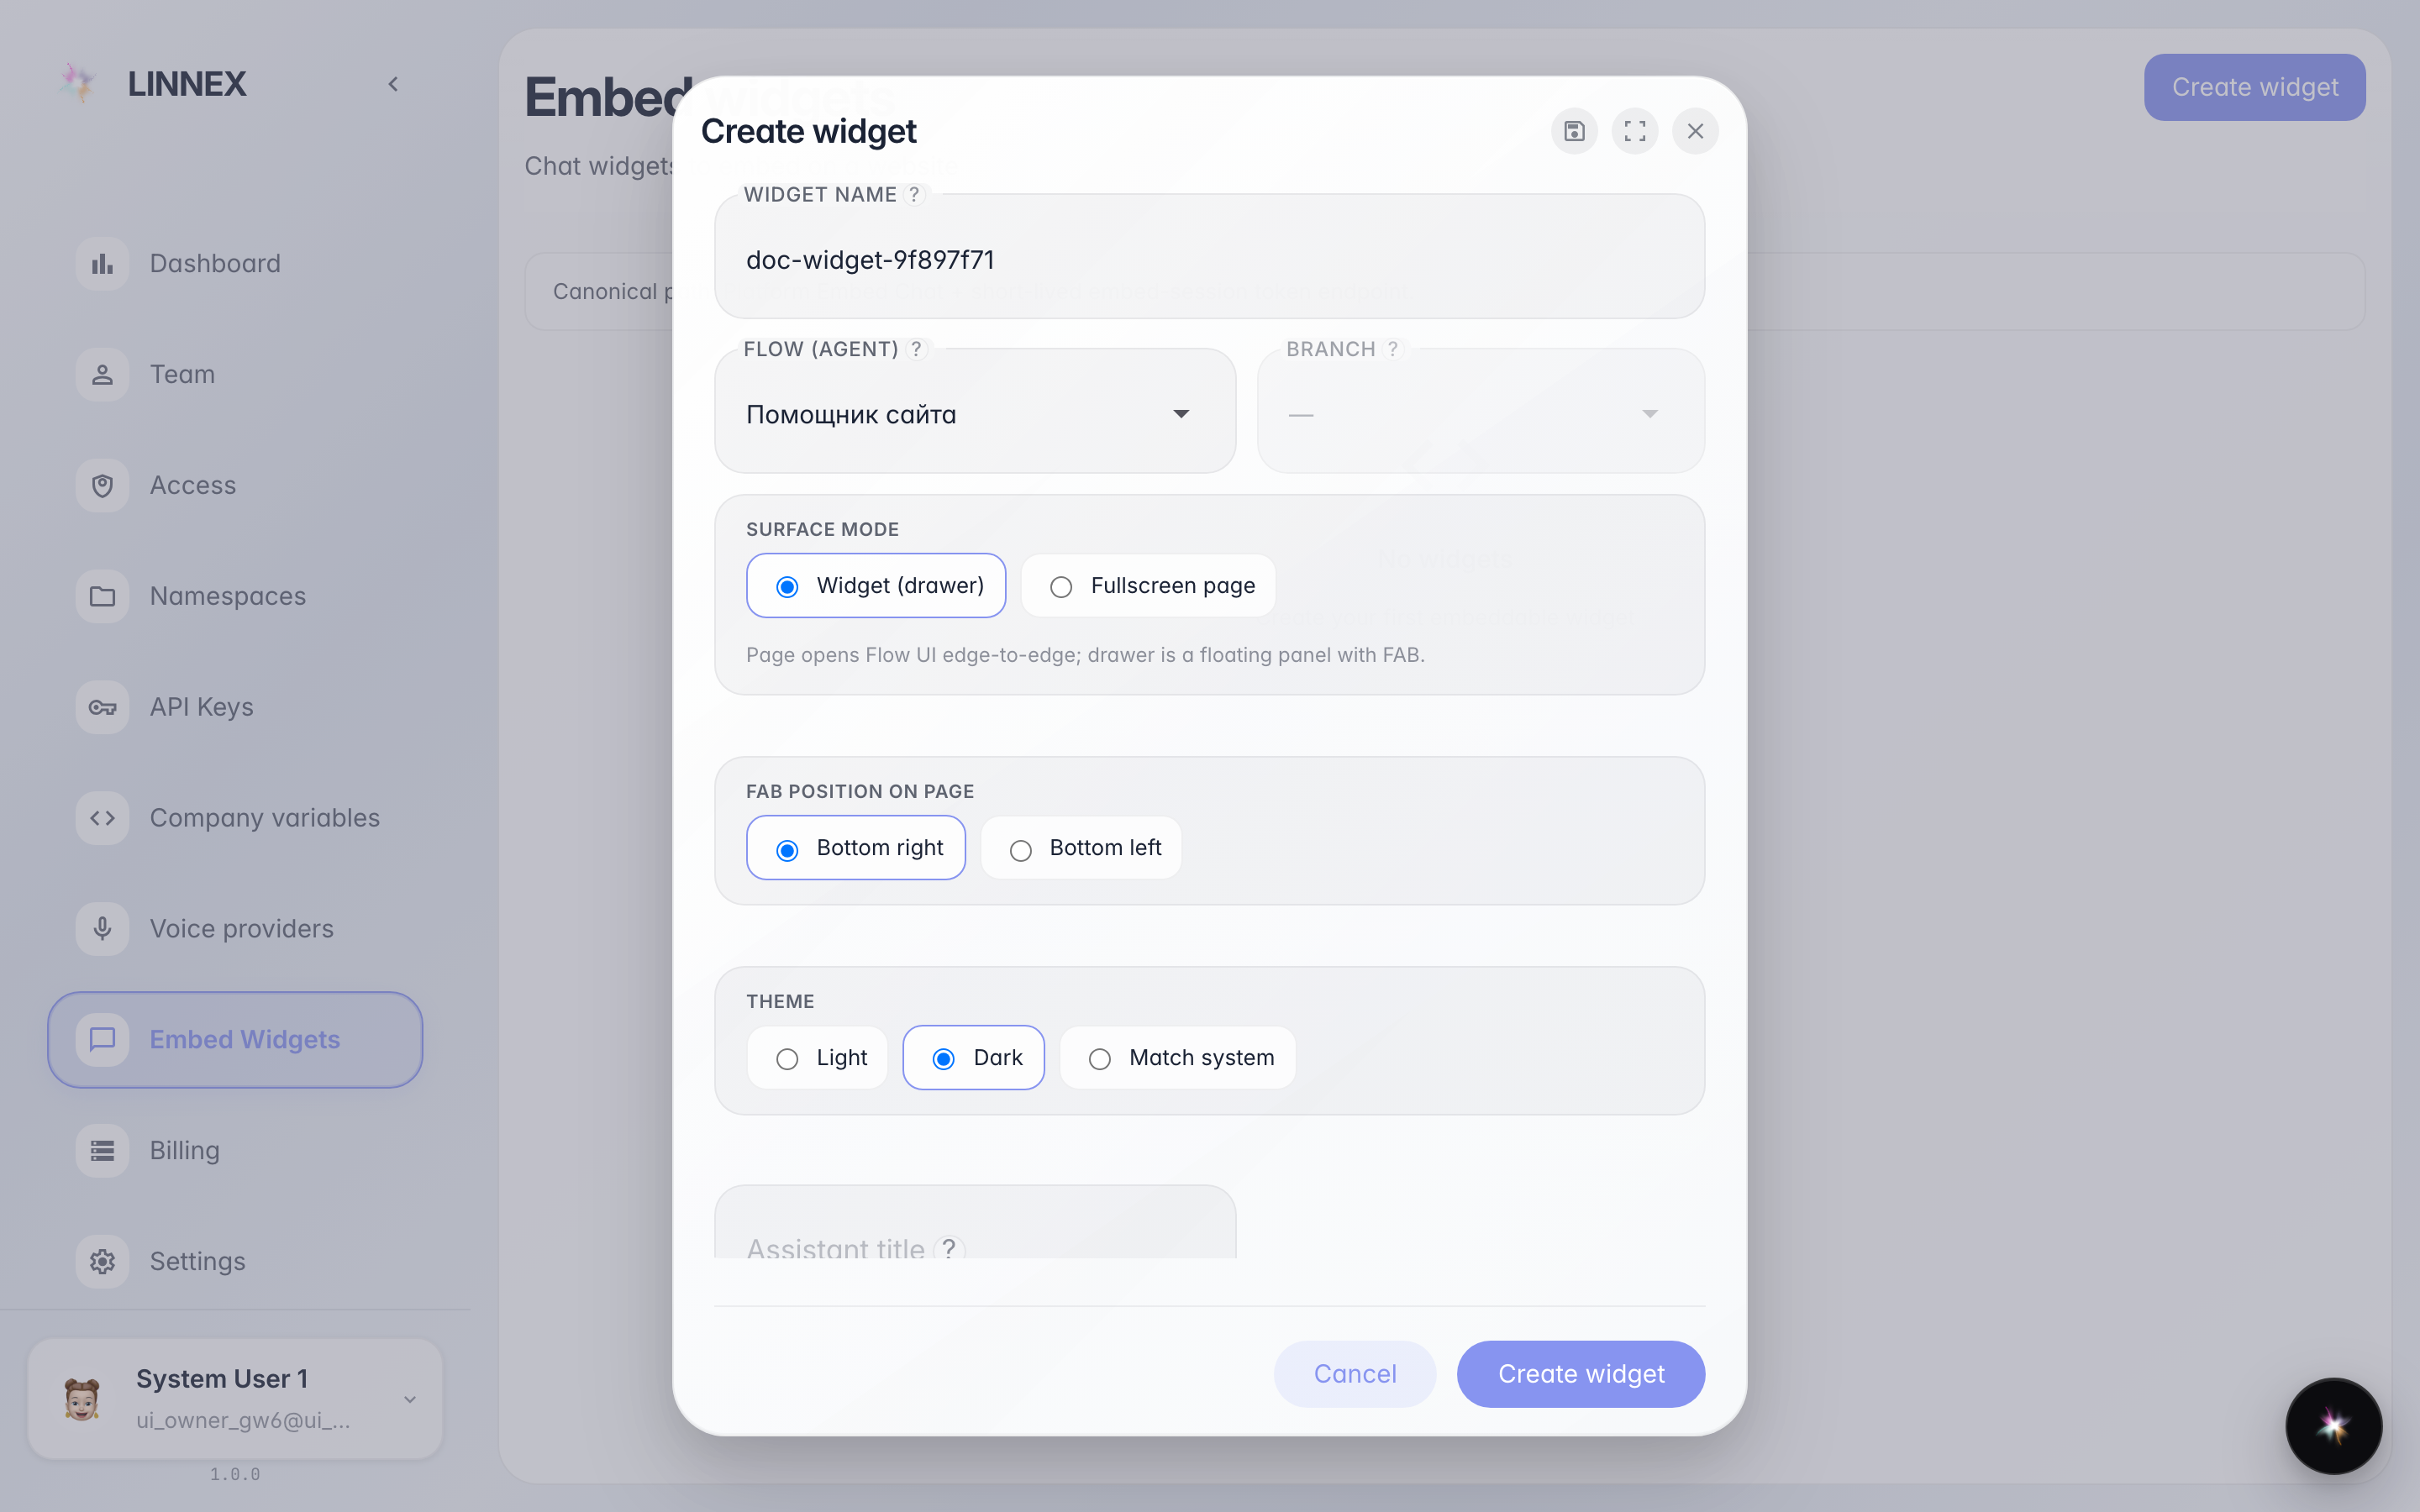 LINNEX
Dashboard
Team
Access
Namespaces
API Keys
Company variables
Voice providers
Embed Widgets
Billing
Settings
System User 1
ui_owner_gw6@ui_...
1.0.0
Embed widgets
Create widget
Chat widgets
Canonical
Create widget
WIDGET NAME ?
doc-widget-9f897f71
FLOW (AGENT) ?
Помощник сайта
BRANCH ?
—
SURFACE MODE
Widget (drawer)
Fullscreen page
Page opens Flow UI edge-to-edge; drawer is a floating panel with FAB.
FAB POSITION ON PAGE
Bottom right
Bottom left
THEME
Light
Dark
Match system
Assistant title ?
Cancel
Create widget